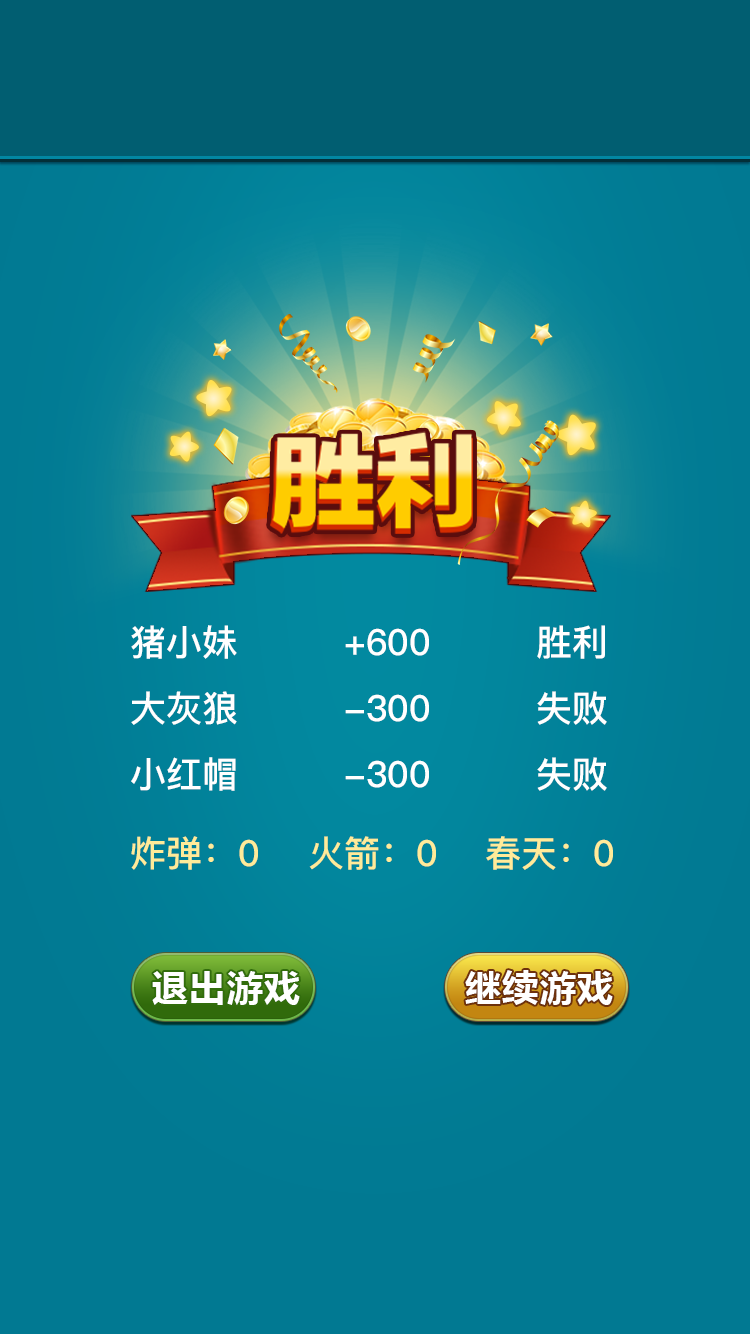 胜利
猪小妹 +600 胜利
大灰狼 –300 失败
小红帽 –300 失败
炸弹：0 火箭：0 春天：0
退出游戏 继续游戏